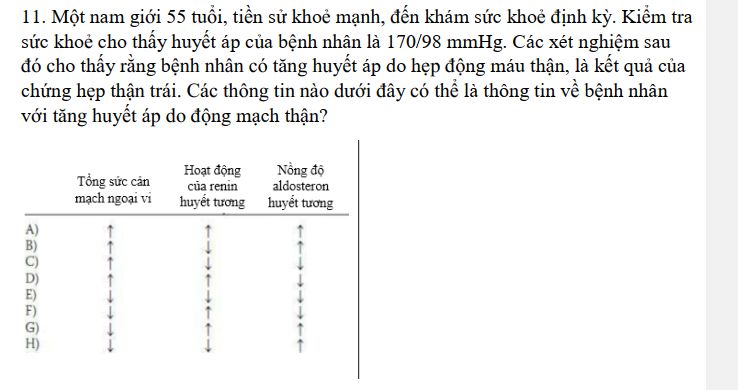 11. Một nam giới 55 tuổi, tiền sử khoẻ mạnh, đến khám sức khoẻ định kỳ. Kiểm tra
sức khoẻ cho thấy huyết áp của bệnh nhân là 170/98 mmHg. Các xét nghiệm sau
đó cho thấy rằng bệnh nhân có tăng huyết áp do hẹp động máu thận, là kết quả của
chứng hẹp thận trái. Các thông tin nào dưới đây có thể là thông tin về bệnh nhân
với tăng huyết áp do động mạch thận?
Tổng sức cản mạch ngoại vi Hoạt động của renin huyết tương Nồng độ aldosteron huyết tương
A) ↑ ↑ ↑
B) ↑ ↓ ↑
C) ↑ ↓ ↓
D) ↑ ↑ ↓
E) ↓ ↓ ↓
F) ↓ ↑ ↓
G) ↓ ↑ ↑
H) ↓ ↓ ↑